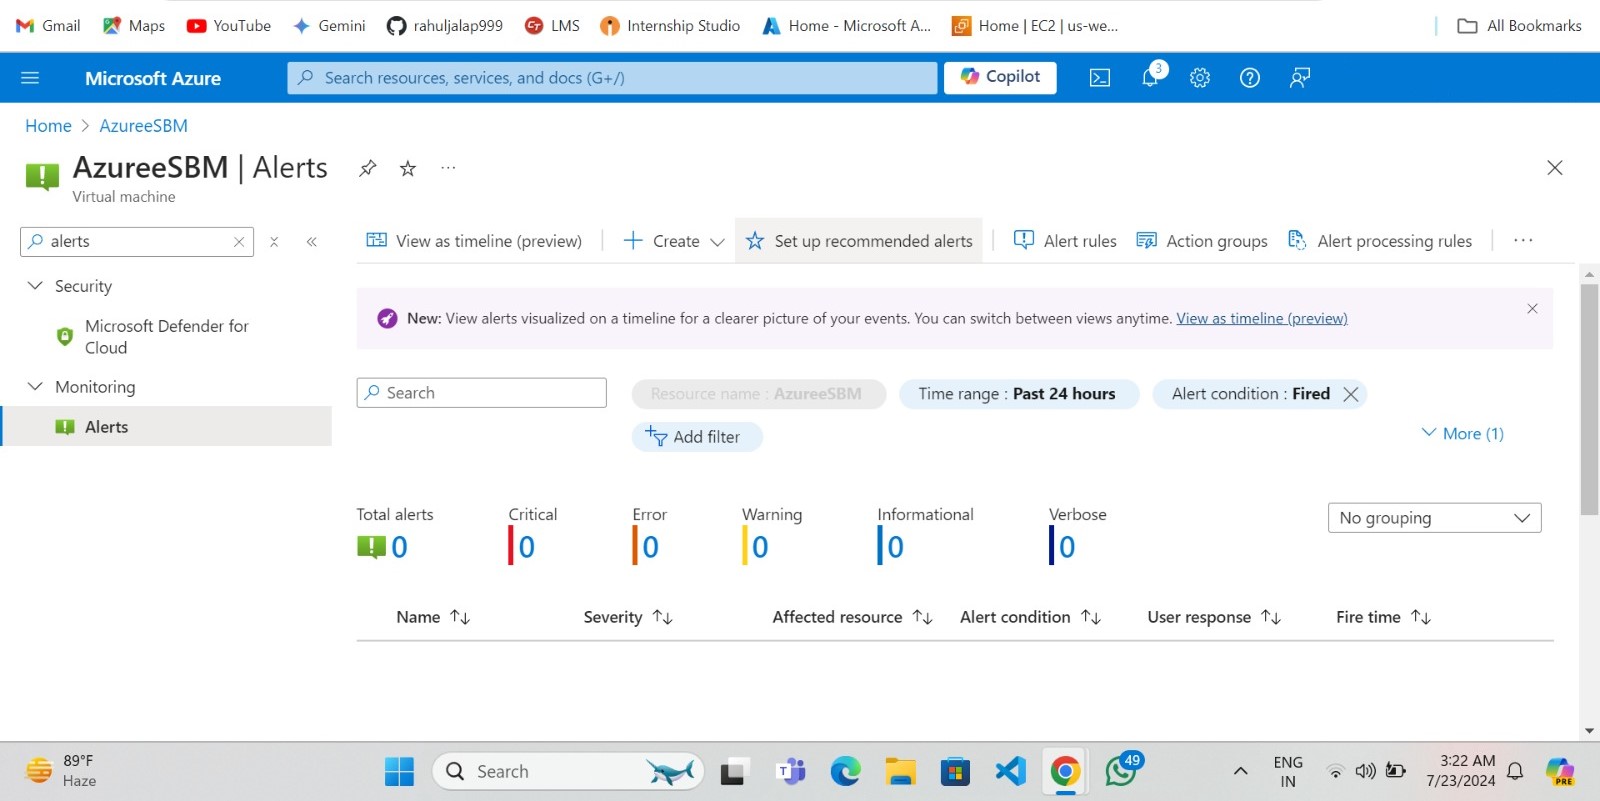 Gmail Maps YouTube Gemini rahuljalap999 LMS Internship Studio Home - Microsoft A... Home | EC2 | us-we... All Bookmarks
Microsoft Azure Search resources, services, and docs (G+/) Copilot 3
Home > AzureeSBM
AzureeSBM | Alerts ...
Virtual machine
alerts
View as timeline (preview) Create Set up recommended alerts Alert rules Action groups Alert processing rules ...
Security
Microsoft Defender for
Cloud
Monitoring
Alerts
New: View alerts visualized on a timeline for a clearer picture of your events. You can switch between views anytime. View as timeline (preview)
Search Resource name : AzureeSBM Time range : Past 24 hours Alert condition : Fired
Add filter More (1)
Total alerts Critical Error Warning Informational Verbose
0 0 0 0 0 0
No grouping
Name Severity Affected resource Alert condition User response Fire time
89°F
Haze
Search
T
49
ENG
IN
3:22 AM
7/23/2024
PRE